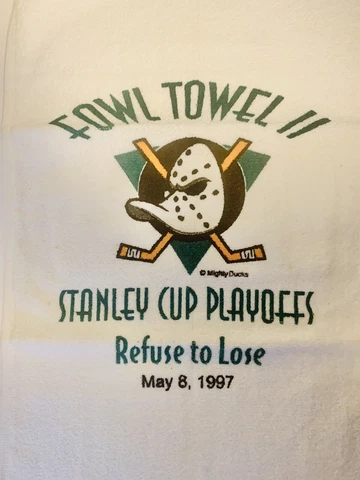 FOWL TOWEL II
© Mighty Ducks
STANLEY CUP PLAYOFFS
Refuse to Lose
May 8, 1997